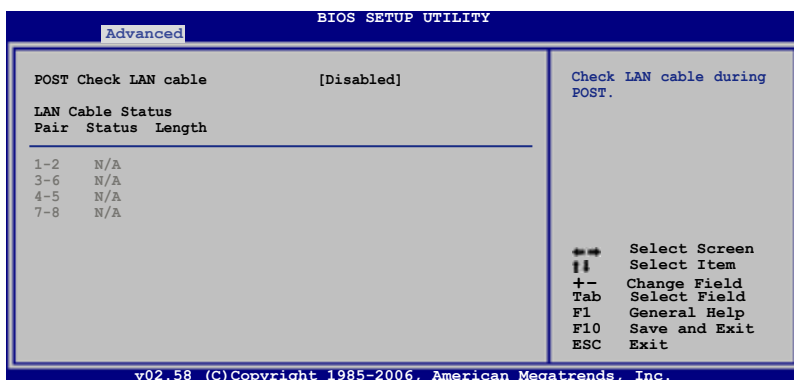 BIOS SETUP UTILITY
Advanced
POST Check LAN cable [Disabled]
LAN Cable Status
Pair Status Length
1-2 N/A
3-6 N/A
4-5 N/A
7-8 N/A
Check LAN cable during
POST.
←→ Select Screen
↑↓ Select Item
+- Change Field
Tab Select Field
F1 General Help
F10 Save and Exit
ESC Exit
v02.58 (C)Copyright 1985-2006, American Megatrends, Inc.